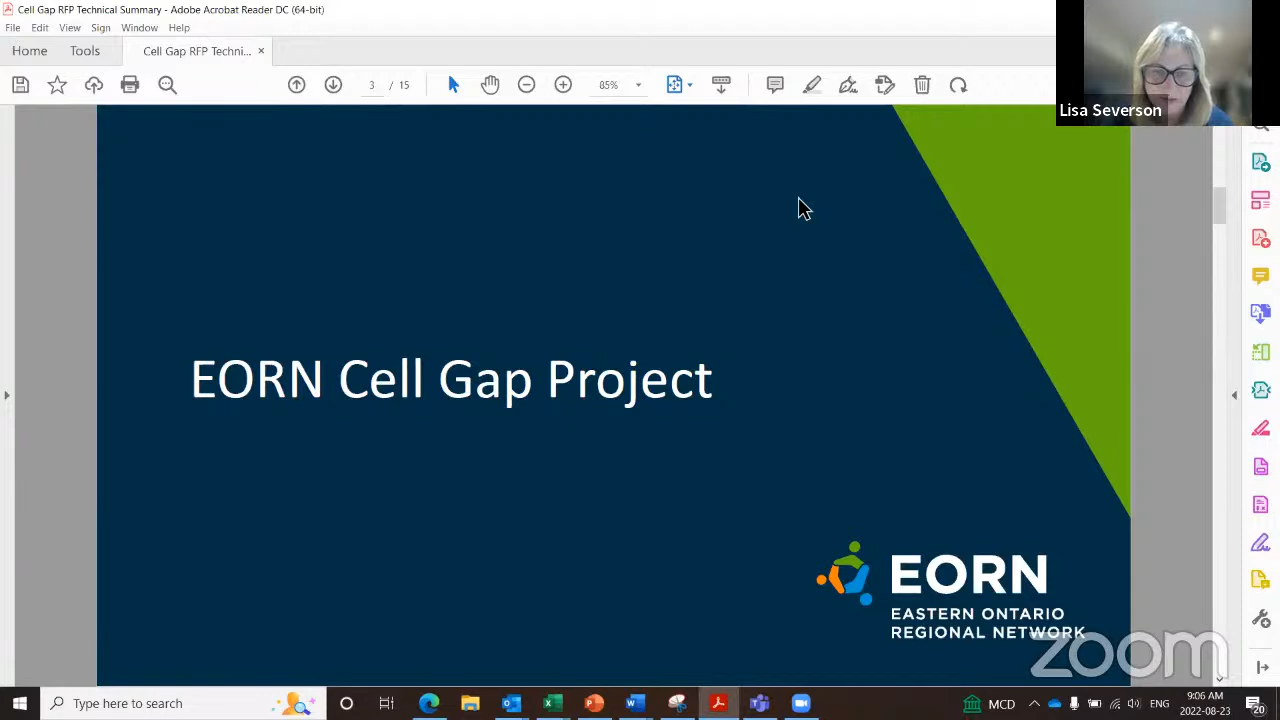 Cell Gap RFP Technical Summary - Adobe Acrobat Reader DC (64-bit)
File Edit View Sign Window Help
Home Tools Cell Gap RFP Techni... ×
3 / 15 85%
Lisa Severson
EORN Cell Gap Project
EORN
EASTERN ONTARIO
REGIONAL NETWORK
zoom
Type here to search
MCD
ENG
9:06 AM
2022-08-23
20